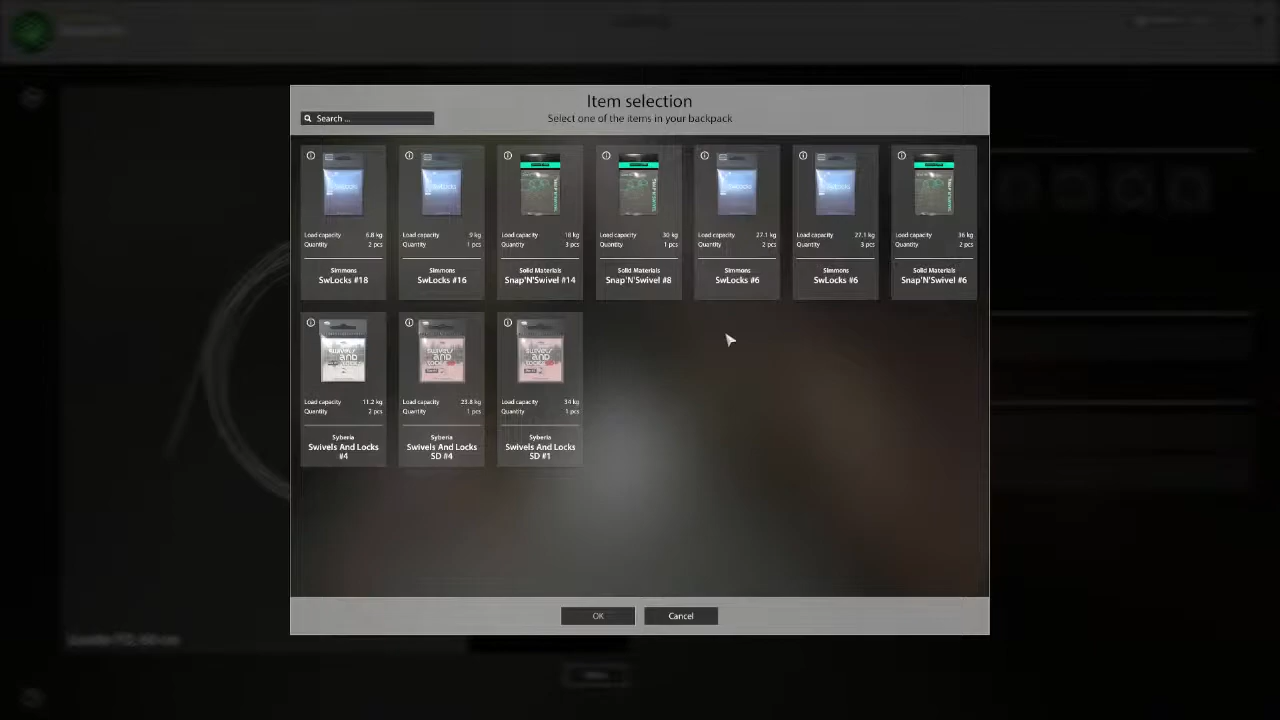 Item selection
Search ...
Select one of the items in your backpack
Load capacity 6.8 kg
Quantity 2 pcs
Simmons
SwLocks #18
Load capacity 9 kg
Quantity 1 pcs
Simmons
SwLocks #16
Load capacity 18 kg
Quantity 3 pcs
Solid Materials
Snap'N'Swivel #14
Load capacity 30 kg
Quantity 1 pcs
Solid Materials
Snap'N'Swivel #8
Load capacity 27.1 kg
Quantity 2 pcs
Simmons
SwLocks #6
Load capacity 27.1 kg
Quantity 3 pcs
Simmons
SwLocks #6
Load capacity 36 kg
Quantity 2 pcs
Solid Materials
Snap'N'Swivel #6
Load capacity 11.2 kg
Quantity 2 pcs
Syberia
Swivels And Locks
#4
Load capacity 23.8 kg
Quantity 1 pcs
Syberia
Swivels And Locks
SD #4
Load capacity 34 kg
Quantity 1 pcs
Syberia
Swivels And Locks
SD #1
OK
Cancel